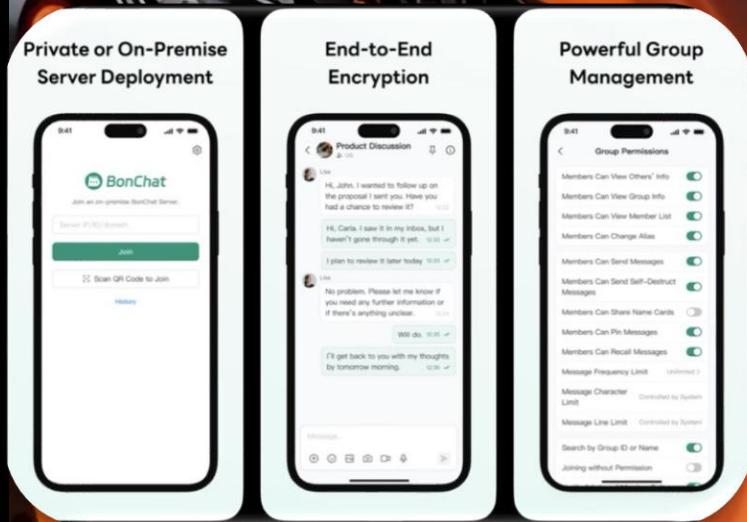 Private or On-Premise
Server Deployment
9:41
BonChat
Join an on-premise BonChat Server.
Server IP/ID/domain
Join
Scan QR Code to Join
History
End-to-End
Encryption
9:41
Product Discussion
Lisa
Hi, John. I wanted to follow up on
the proposal I sent you. Have you
had a chance to review it?
Hi, Carla. I saw it in my inbox, but I
haven't gone through it yet.
I plan to review it later today
Lisa
No problem. Please let me know if
you need any further information or
if there's anything unclear.
Will do.
I'll get back to you with my thoughts
by tomorrow morning.
Message...
Powerful Group
Management
9:41
Group Permissions
Members Can View Others' Info
Members Can View Group Info
Members Can View Member List
Members Can Change Alias
Members Can Send Messages
Members Can Send Self-Destruct
Messages
Members Can Share Name Cards
Members Can Pin Messages
Members Can Recall Messages
Message Frequency Limit Unlimited
Message Character
Limit Controlled by System
Message Line Limit Controlled by System
Search by Group ID or Name
Joining without Permission